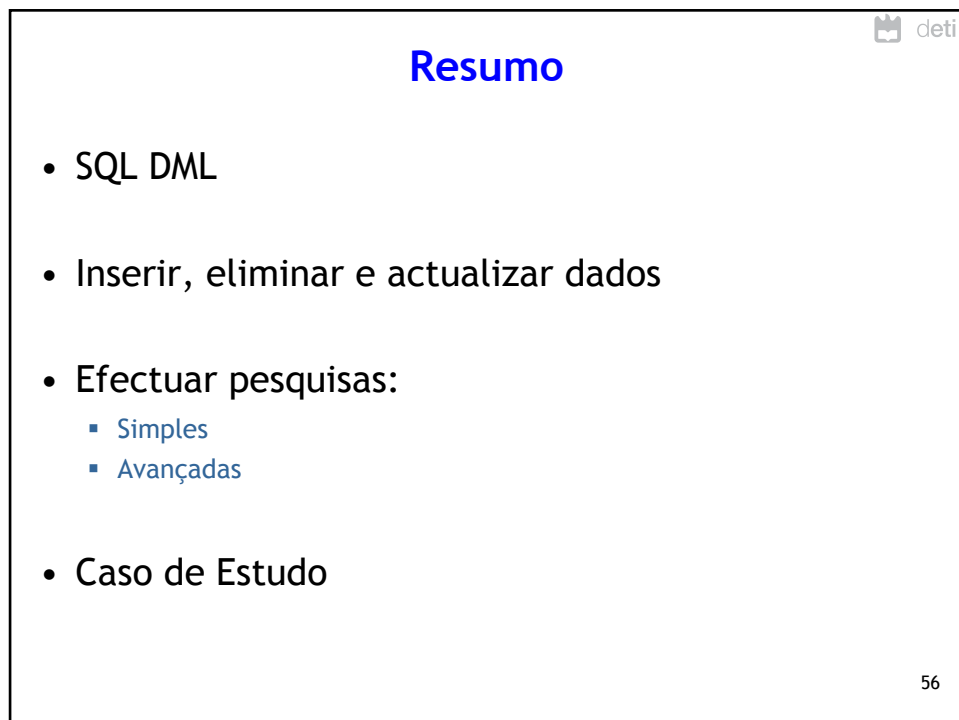 deti
Resumo
• SQL DML
• Inserir, eliminar e actualizar dados
• Efectuar pesquisas:
▪ Simples
▪ Avançadas
• Caso de Estudo
56